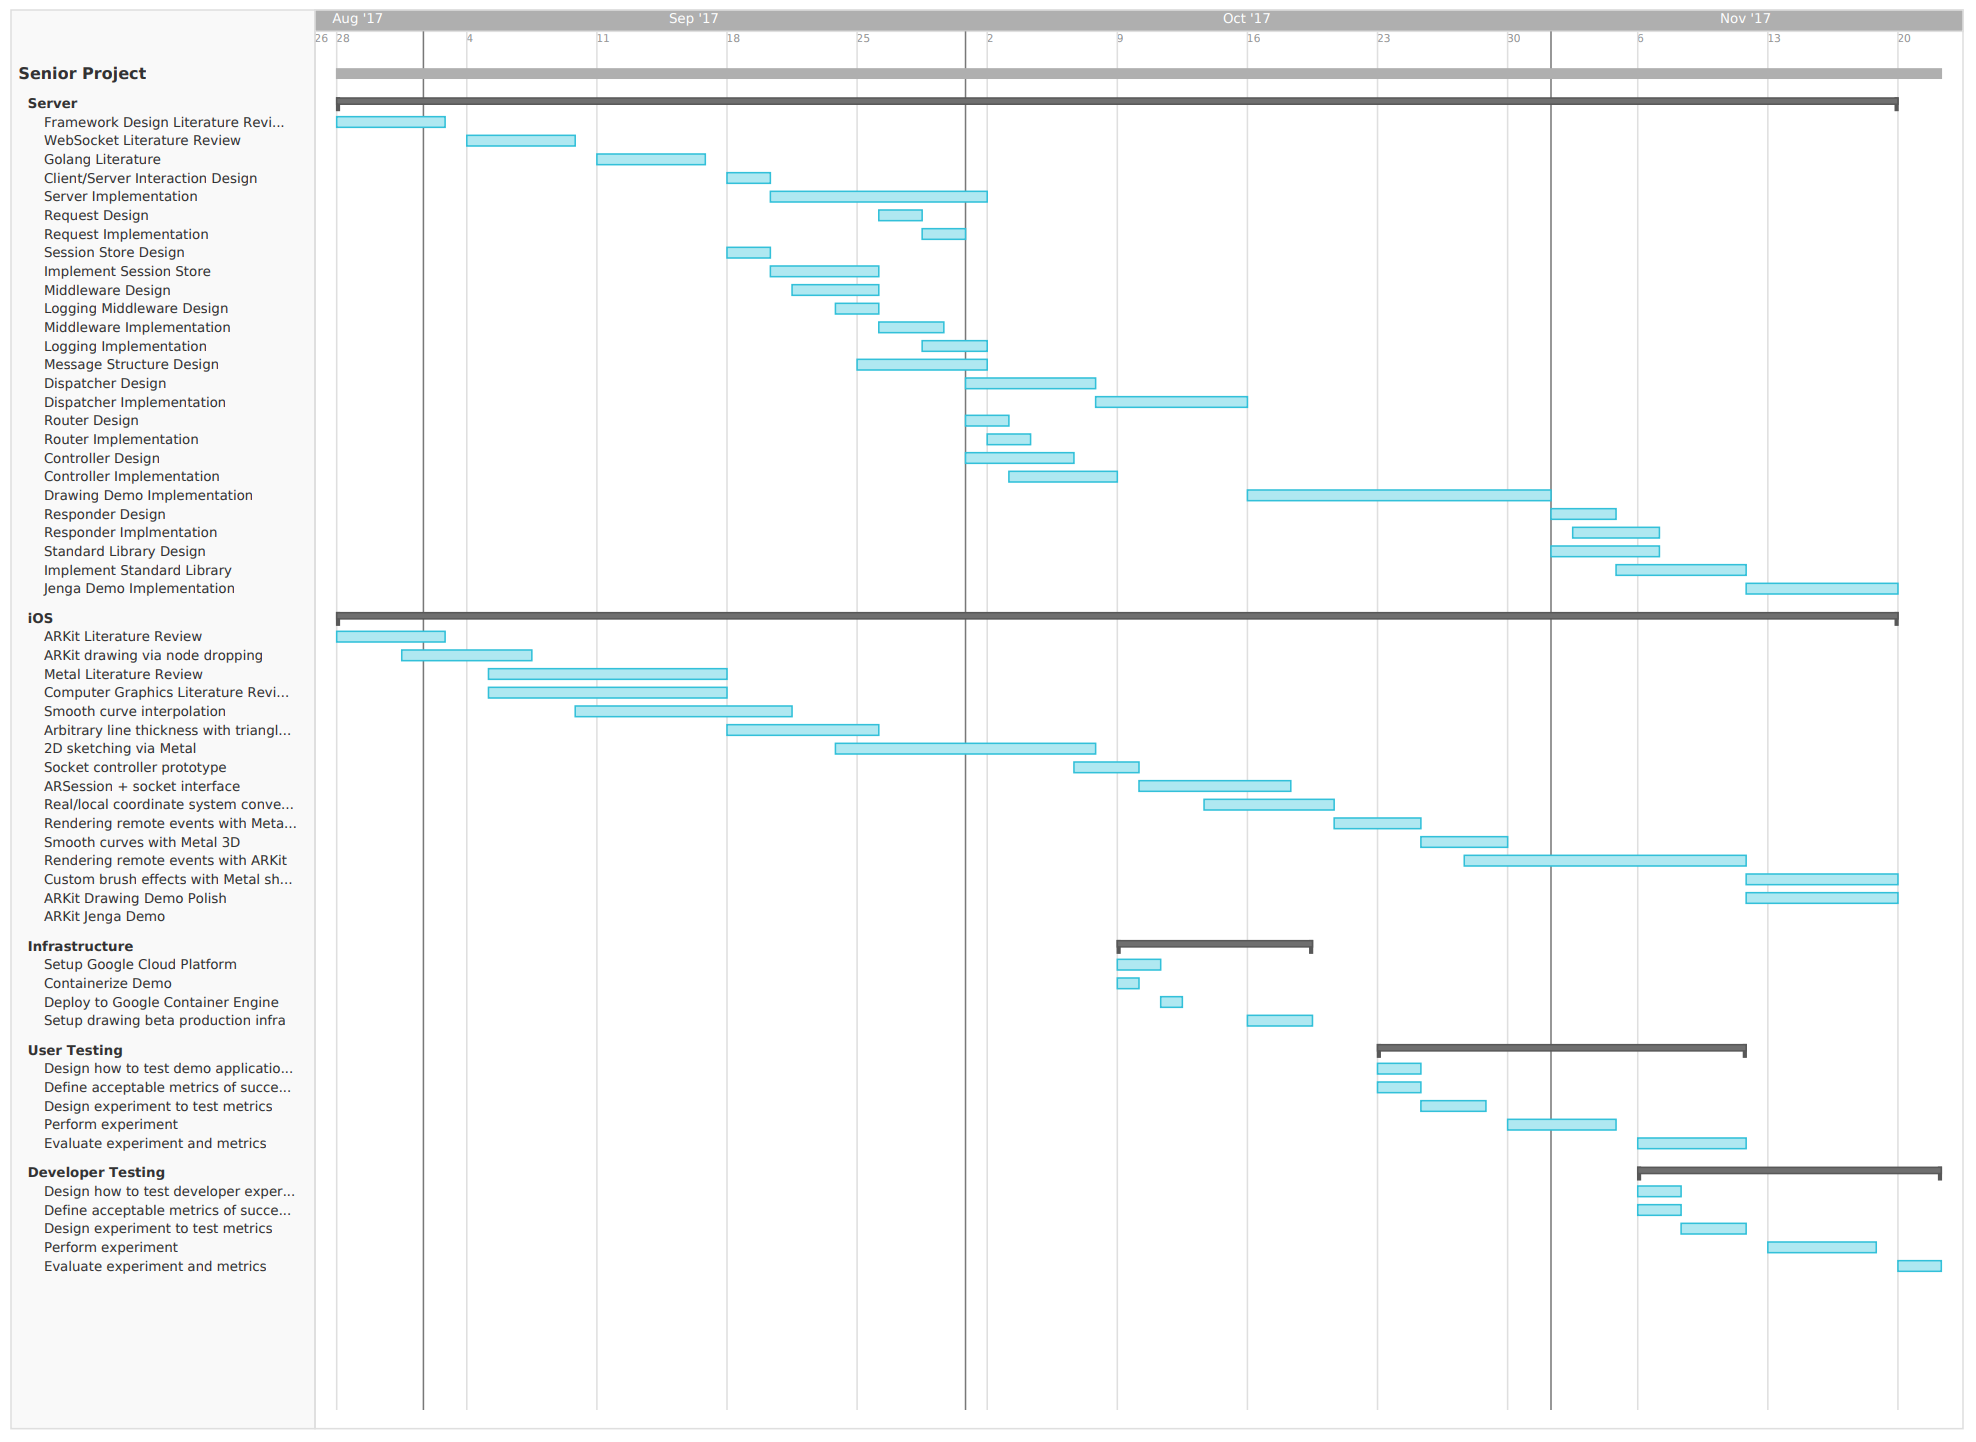 Aug '17 Sep '17 Oct '17 Nov '17
26 28 4 11 18 25 2 9 16 23 30 6 13 20
Senior Project
Server
Framework Design Literature Revi...
WebSocket Literature Review
Golang Literature
Client/Server Interaction Design
Server Implementation
Request Design
Request Implementation
Session Store Design
Implement Session Store
Middleware Design
Logging Middleware Design
Middleware Implementation
Logging Implementation
Message Structure Design
Dispatcher Design
Dispatcher Implementation
Router Design
Router Implementation
Controller Design
Controller Implementation
Drawing Demo Implementation
Responder Design
Responder Implmentation
Standard Library Design
Implement Standard Library
Jenga Demo Implementation
iOS
ARKit Literature Review
ARKit drawing via node dropping
Metal Literature Review
Computer Graphics Literature Revi...
Smooth curve interpolation
Arbitrary line thickness with triangl...
2D sketching via Metal
Socket controller prototype
ARSession + socket interface
Real/local coordinate system conve...
Rendering remote events with Meta...
Smooth curves with Metal 3D
Rendering remote events with ARKit
Custom brush effects with Metal sh...
ARKit Drawing Demo Polish
ARKit Jenga Demo
Infrastructure
Setup Google Cloud Platform
Containerize Demo
Deploy to Google Container Engine
Setup drawing beta production infra
User Testing
Design how to test demo applicatio...
Define acceptable metrics of succe...
Design experiment to test metrics
Perform experiment
Evaluate experiment and metrics
Developer Testing
Design how to test developer exper...
Define acceptable metrics of succe...
Design experiment to test metrics
Perform experiment
Evaluate experiment and metrics